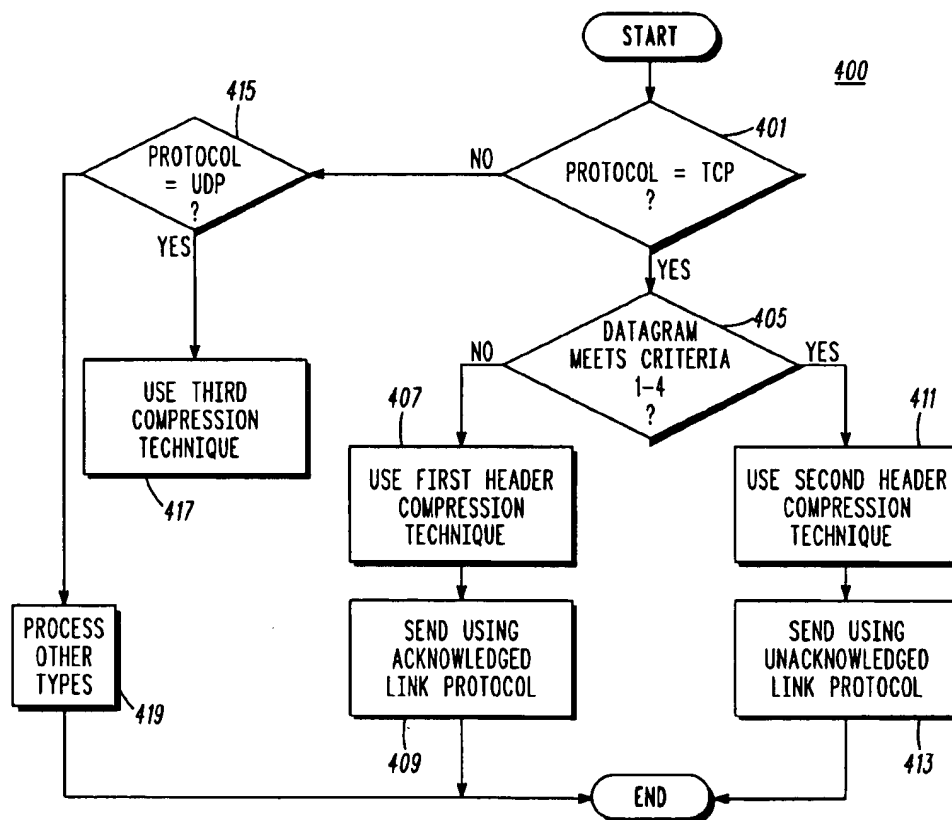 START
400
415
401
PROTOCOL
= UDP
?
NO
PROTOCOL = TCP
?
YES
YES
405
DATAGRAM
MEETS CRITERIA
1-4
?
NO
YES
USE THIRD
COMPRESSION
TECHNIQUE
417
407
USE FIRST HEADER
COMPRESSION
TECHNIQUE
411
USE SECOND HEADER
COMPRESSION
TECHNIQUE
PROCESS
OTHER
TYPES
419
SEND USING
ACKNOWLEDGED
LINK PROTOCOL
409
SEND USING
UNACKNOWLEDGED
LINK PROTOCOL
413
END